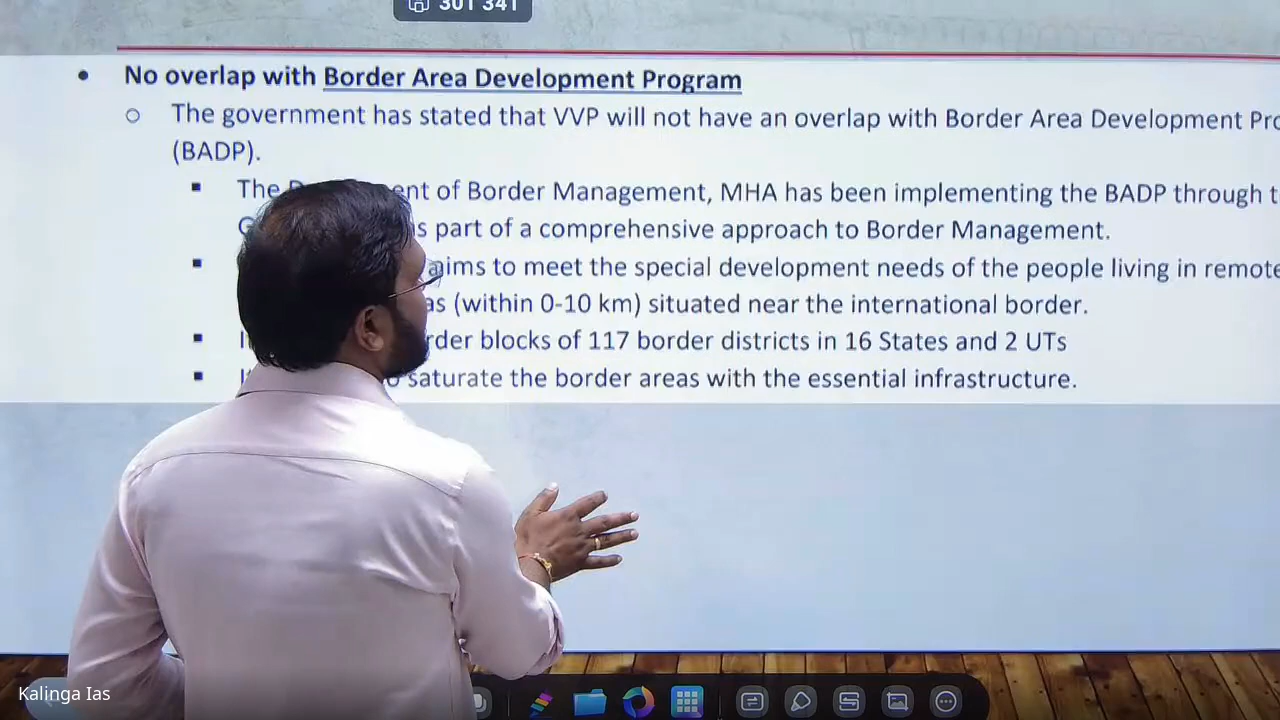 301 341
No overlap with Border Area Development Program
The government has stated that VVP will not have an overlap with Border Area Development
(BADP).
The of Border Management, MHA has been implementing the BADP through
part of a comprehensive approach to Border Management.
aims to meet the special development needs of the people living in remote
(within 0-10 km) situated near the international border.
blocks of 117 border districts in 16 States and 2 UTs
saturate the border areas with the essential infrastructure.
Kalinga Ias